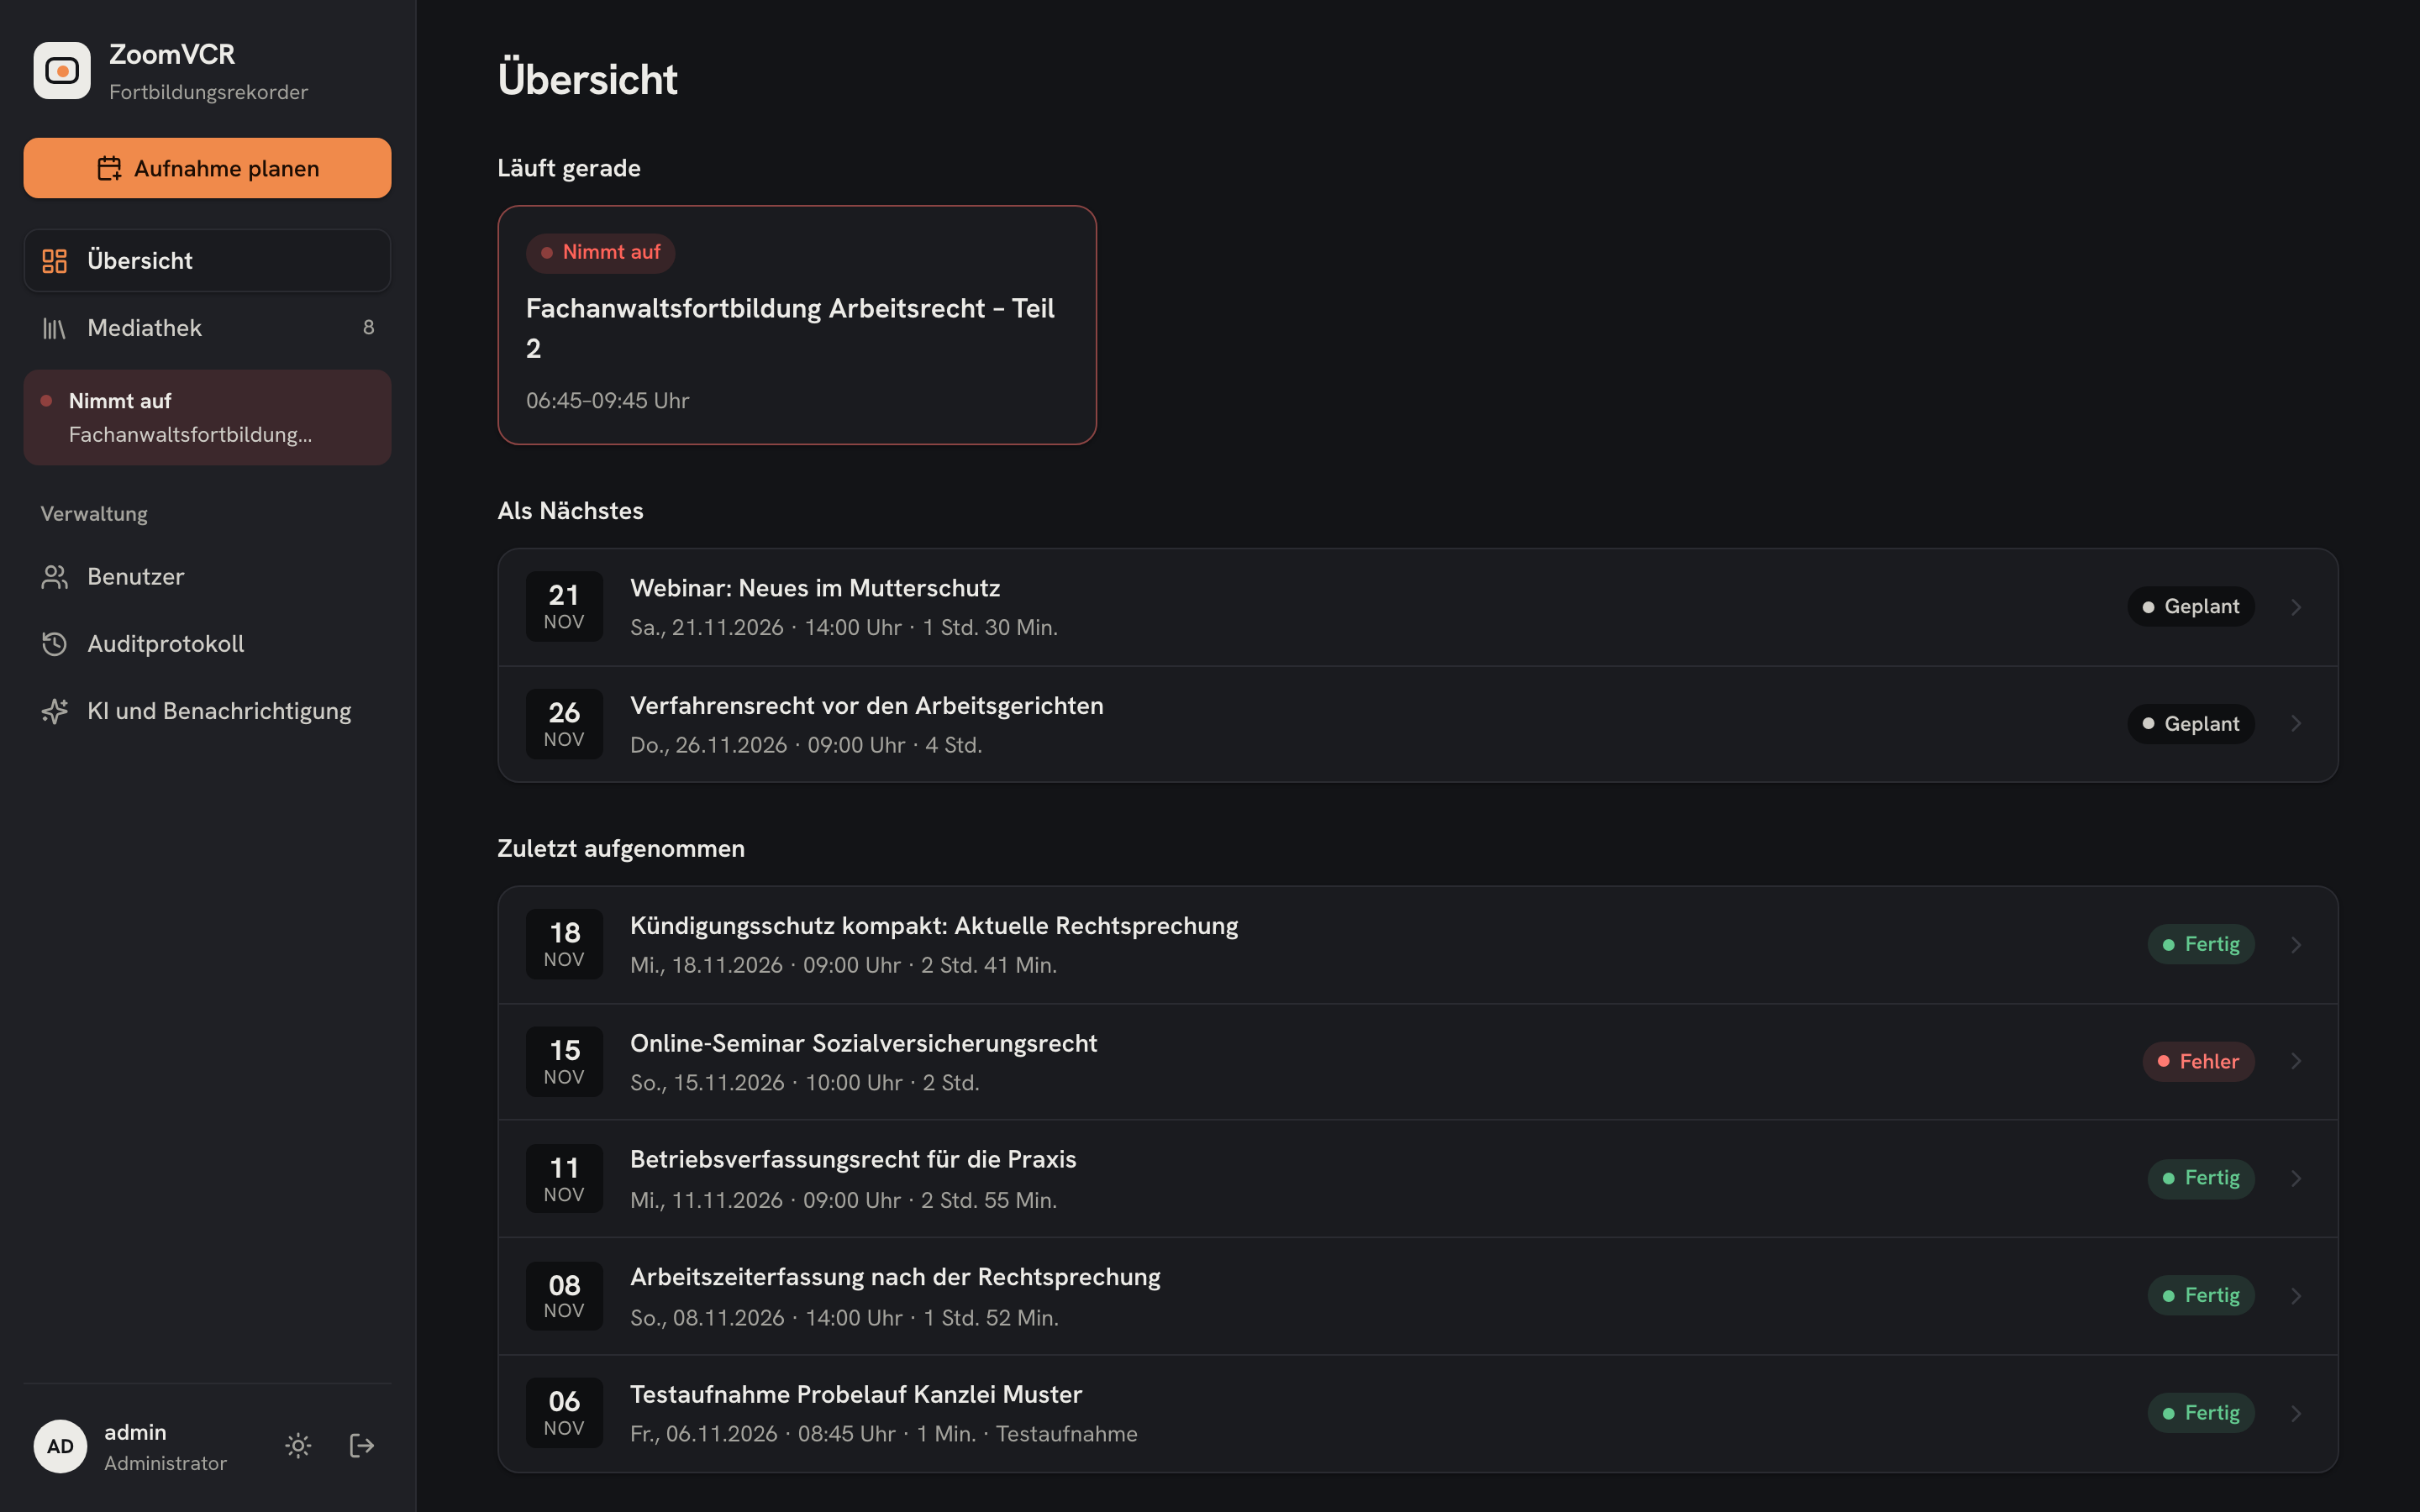 ZoomVCR
Fortbildungsrekorder
Aufnahme planen
Übersicht
Mediathek 8
Nimmt auf
Fachanwaltsfortbildung...
Verwaltung
Benutzer
Auditprotokoll
KI und Benachrichtigung
AD
admin
Administrator
Übersicht
Läuft gerade
Nimmt auf
Fachanwaltsfortbildung Arbeitsrecht – Teil
2
06:45–09:45 Uhr
Als Nächstes
21
NOV
Webinar: Neues im Mutterschutz
Sa., 21.11.2026 · 14:00 Uhr · 1 Std. 30 Min.
Geplant
26
NOV
Verfahrensrecht vor den Arbeitsgerichten
Do., 26.11.2026 · 09:00 Uhr · 4 Std.
Geplant
Zuletzt aufgenommen
18
NOV
Kündigungsschutz kompakt: Aktuelle Rechtsprechung
Mi., 18.11.2026 · 09:00 Uhr · 2 Std. 41 Min.
Fertig
15
NOV
Online-Seminar Sozialversicherungsrecht
So., 15.11.2026 · 10:00 Uhr · 2 Std.
Fehler
11
NOV
Betriebsverfassungsrecht für die Praxis
Mi., 11.11.2026 · 09:00 Uhr · 2 Std. 55 Min.
Fertig
08
NOV
Arbeitszeiterfassung nach der Rechtsprechung
So., 08.11.2026 · 14:00 Uhr · 1 Std. 52 Min.
Fertig
06
NOV
Testaufnahme Probelauf Kanzlei Muster
Fr., 06.11.2026 · 08:45 Uhr · 1 Min. · Testaufnahme
Fertig